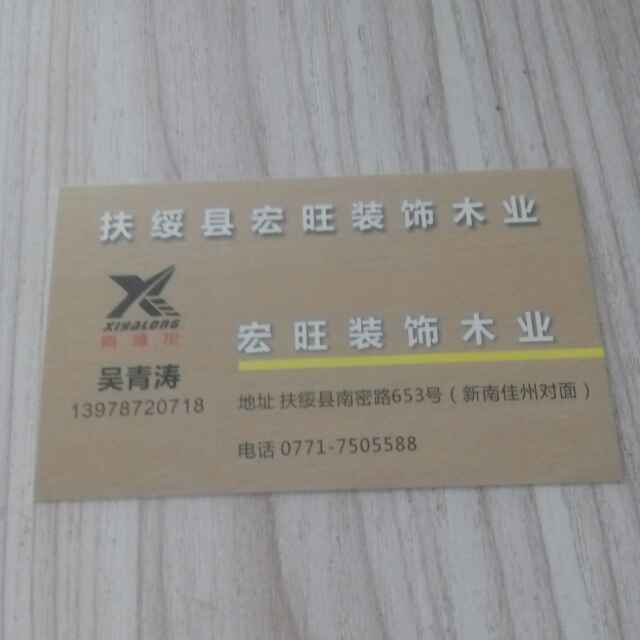 扶绥县宏旺装饰木业
XINALONG
宏旺装饰木业
吴青涛
13978720718
地址 扶绥县南密路653号（新南佳州对面）
电话 0771-7505588